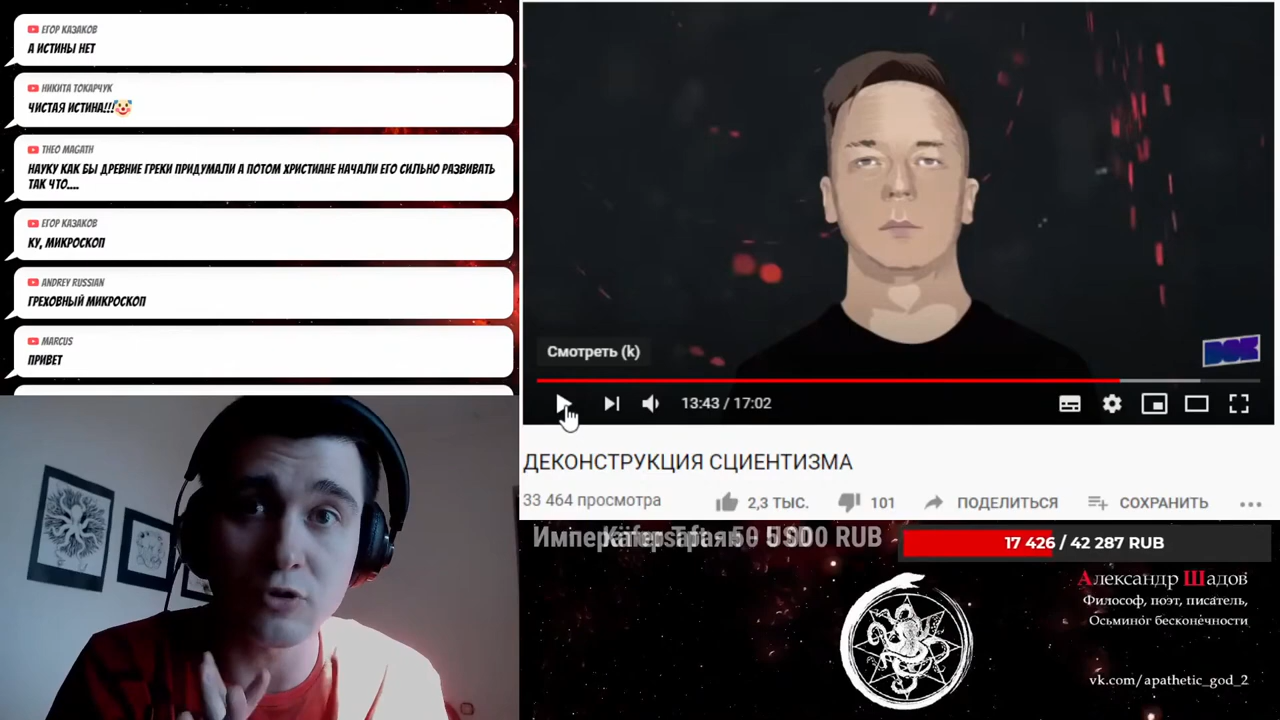 ЕГОР КАЗАКОВ
А ИСТИНЫ НЕТ
НИКИТА ТОКАРЧУК
ЧИСТАЯ ИСТИНА!!!🤡
THEO MAGATH
НАУКУ КАК БЫ ДРЕВНИЕ ГРЕКИ ПРИДУМАЛИ А ПОТОМ ХРИСТИАНЕ НАЧАЛИ ЕГО СИЛЬНО РАЗВИВАТЬ
ТАК ЧТО....
ЕГОР КАЗАКОВ
КУ, МИКРОСКОП
ANDREY RUSSIAN
ГРЕХОВНЫЙ МИКРОСКОП
MARCUS
ПРИВЕТ
Смотреть (k)
13:43 / 17:02
ДЕКОНСТРУКЦИЯ СЦИЕНТИЗМА
33 464 просмотра
2,3 ТЫС.
101
ПОДЕЛИТЬСЯ
СОХРАНИТЬ
RUB
17 426 / 42 287 RUB
Александр Шадов
Философ, поэт, писатель,
Осьминог бесконечности
vk.com/apathetic_god_2